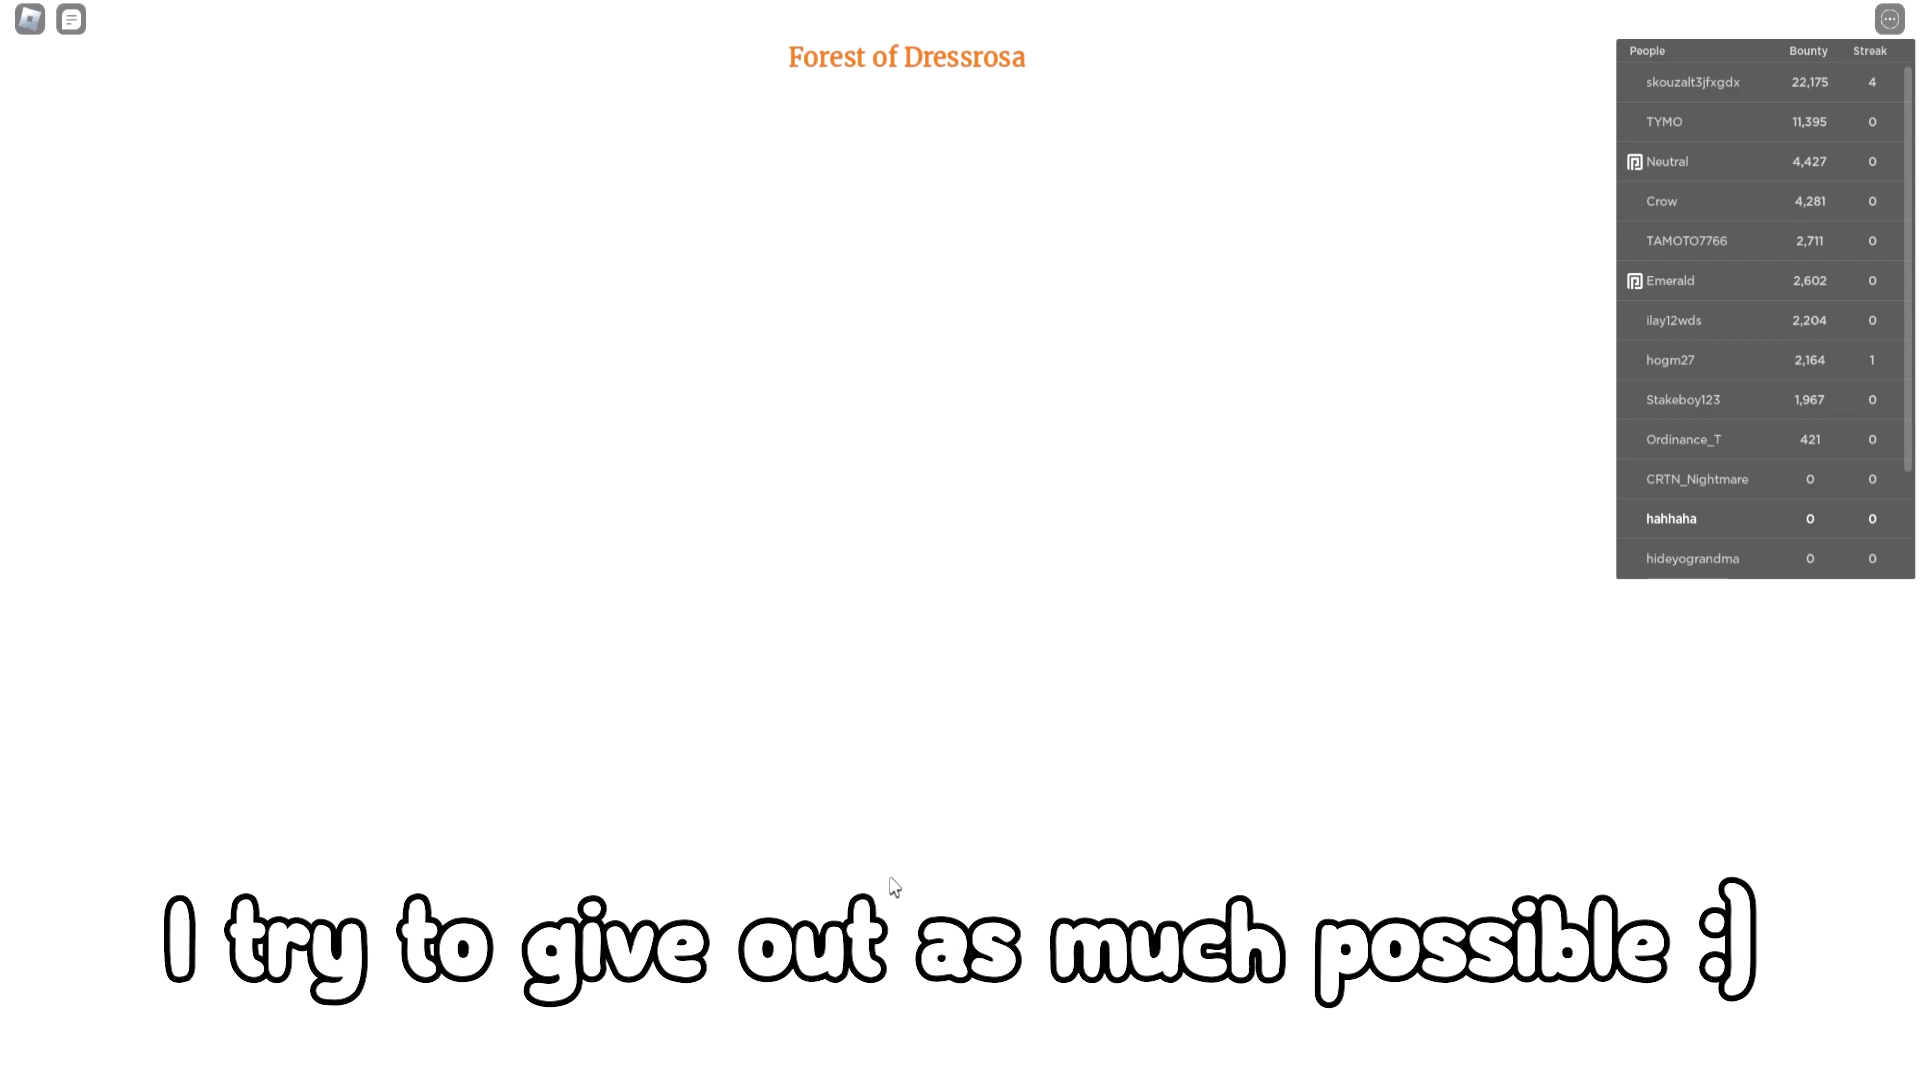 Forest of Dressrosa
People Bounty Streak
skouzalt3jfxgdx 22,175 4
TYMO 11,395 0
Neutral 4,427 0
Crow 4,281 0
TAMOTO7766 2,711 0
Emerald 2,602 0
ilay12wds 2,204 0
hogm27 2,164 1
Stakeboy123 1,967 0
Ordinance_T 421 0
CRTN_Nightmare 0 0
hahhaha 0 0
hideyograndma 0 0
I try to give out as much possible :)